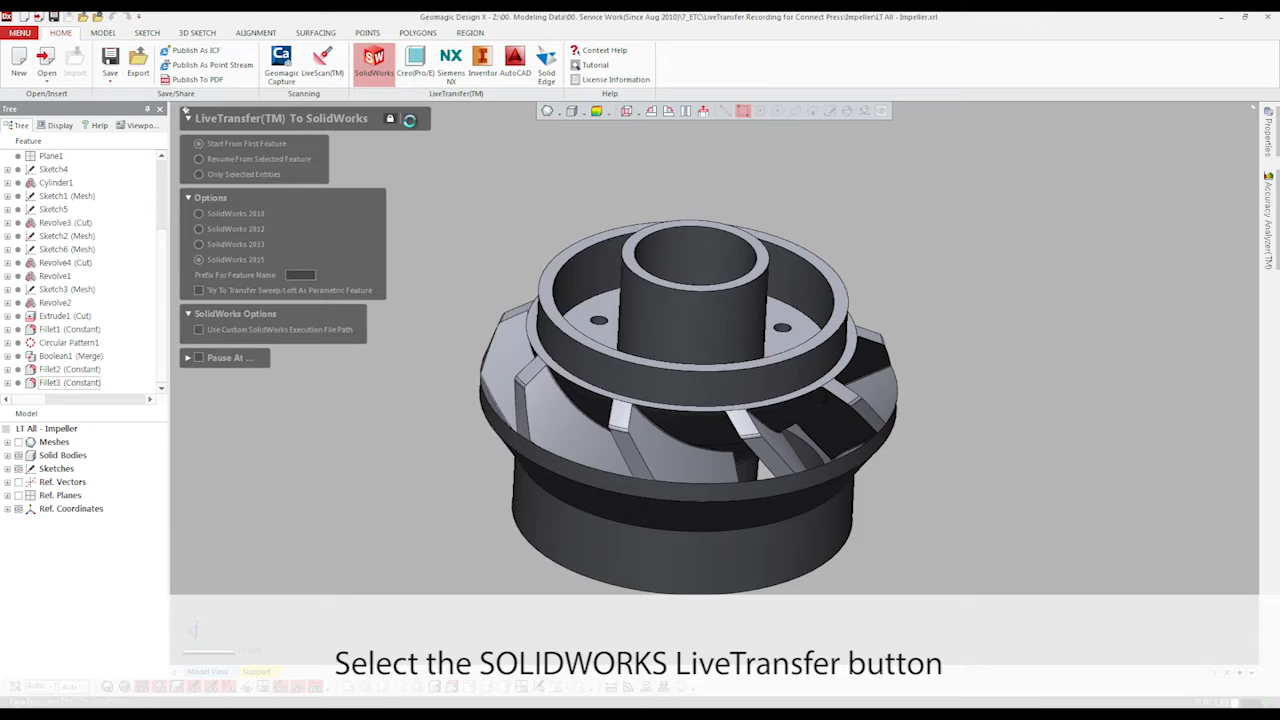 Geomagic Design X - Z:\00. Modeling Data\00. Service Work(Since Aug 2010)\7_ETC\LiveTransfer Recording for Connect Press\Impeller\LT All - Impeller.xrl
MENU HOME MODEL SKETCH 3D SKETCH ALIGNMENT SURFACING POINTS POLYGONS REGION
New Open Import Save Export
Publish As ICF
Publish As Point Stream
Publish To PDF
Geomagic Capture LiveScan(TM)
SolidWorks Creo(Pro/E) Siemens NX Inventor AutoCAD Solid Edge
Context Help
Tutorial
License Information
Open/Insert Save/Share Scanning LiveTransfer(TM) Help
Tree
Tree Display Help Viewpo...
Feature
Plane1
Sketch4
Cylinder1
Sketch1 (Mesh)
Sketch5
Revolve3 (Cut)
Sketch2 (Mesh)
Sketch6 (Mesh)
Revolve4 (Cut)
Revolve1
Sketch3 (Mesh)
Revolve2
Extrude1 (Cut)
Fillet1 (Constant)
Circular Pattern1
Boolean1 (Merge)
Fillet2 (Constant)
Fillet3 (Constant)
Model
LT All - Impeller
Meshes
Solid Bodies
Sketches
Ref. Vectors
Ref. Planes
Ref. Coordinates
LiveTransfer(TM) To SolidWorks
Start From First Feature
Resume From Selected Feature
Only Selected Entities
Options
SolidWorks 2010
SolidWorks 2012
SolidWorks 2013
SolidWorks 2015
Prefix For Feature Name
Try To Transfer Sweep/Loft As Parametric Feature
SolidWorks Options
Use Custom SolidWorks Execution File Path
Pause At ...
Properties
Accuracy Analyzer(TM)
Select the SOLIDWORKS LiveTransfer button
Model View Support